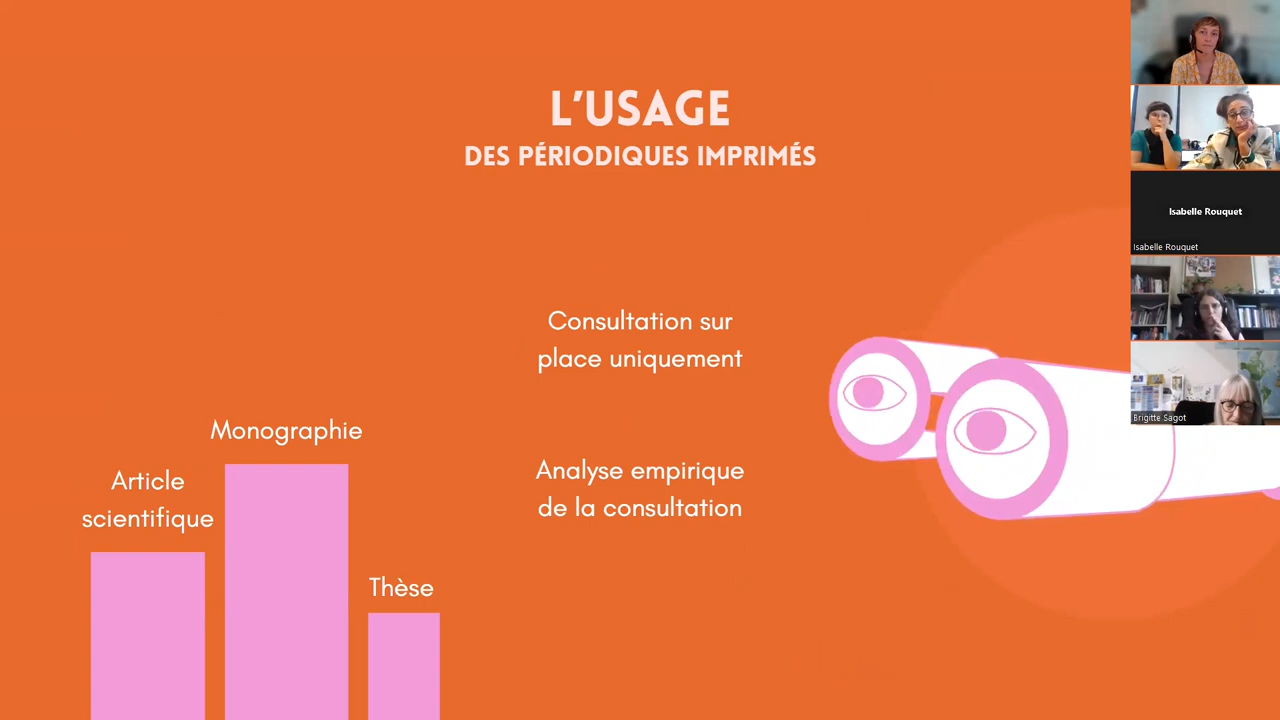 L'USAGE
DES PÉRIODIQUES IMPRIMÉS
Consultation sur
place uniquement
Analyse empirique
de la consultation
Monographie
Article
scientifique
Thèse
Isabelle Rouquet
Isabelle Rouquet
Brigitte Sagot